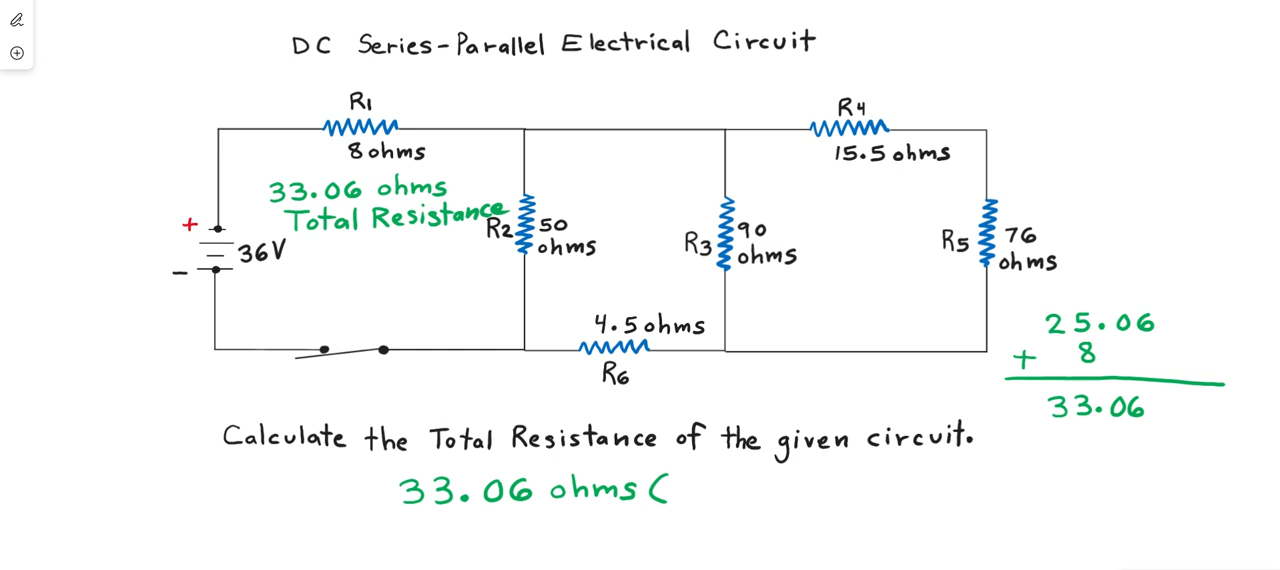 DC Series-Parallel Electrical Circuit
R1
8 ohms
R4
15.5 ohms
33.06 ohms
Total Resistance
+
36V
−
R2
50
ohms
R3
90
ohms
R5
76
ohms
4.5 ohms
R6
25.06
+ 8
33.06
Calculate the Total Resistance of the given circuit.
33.06 ohms (